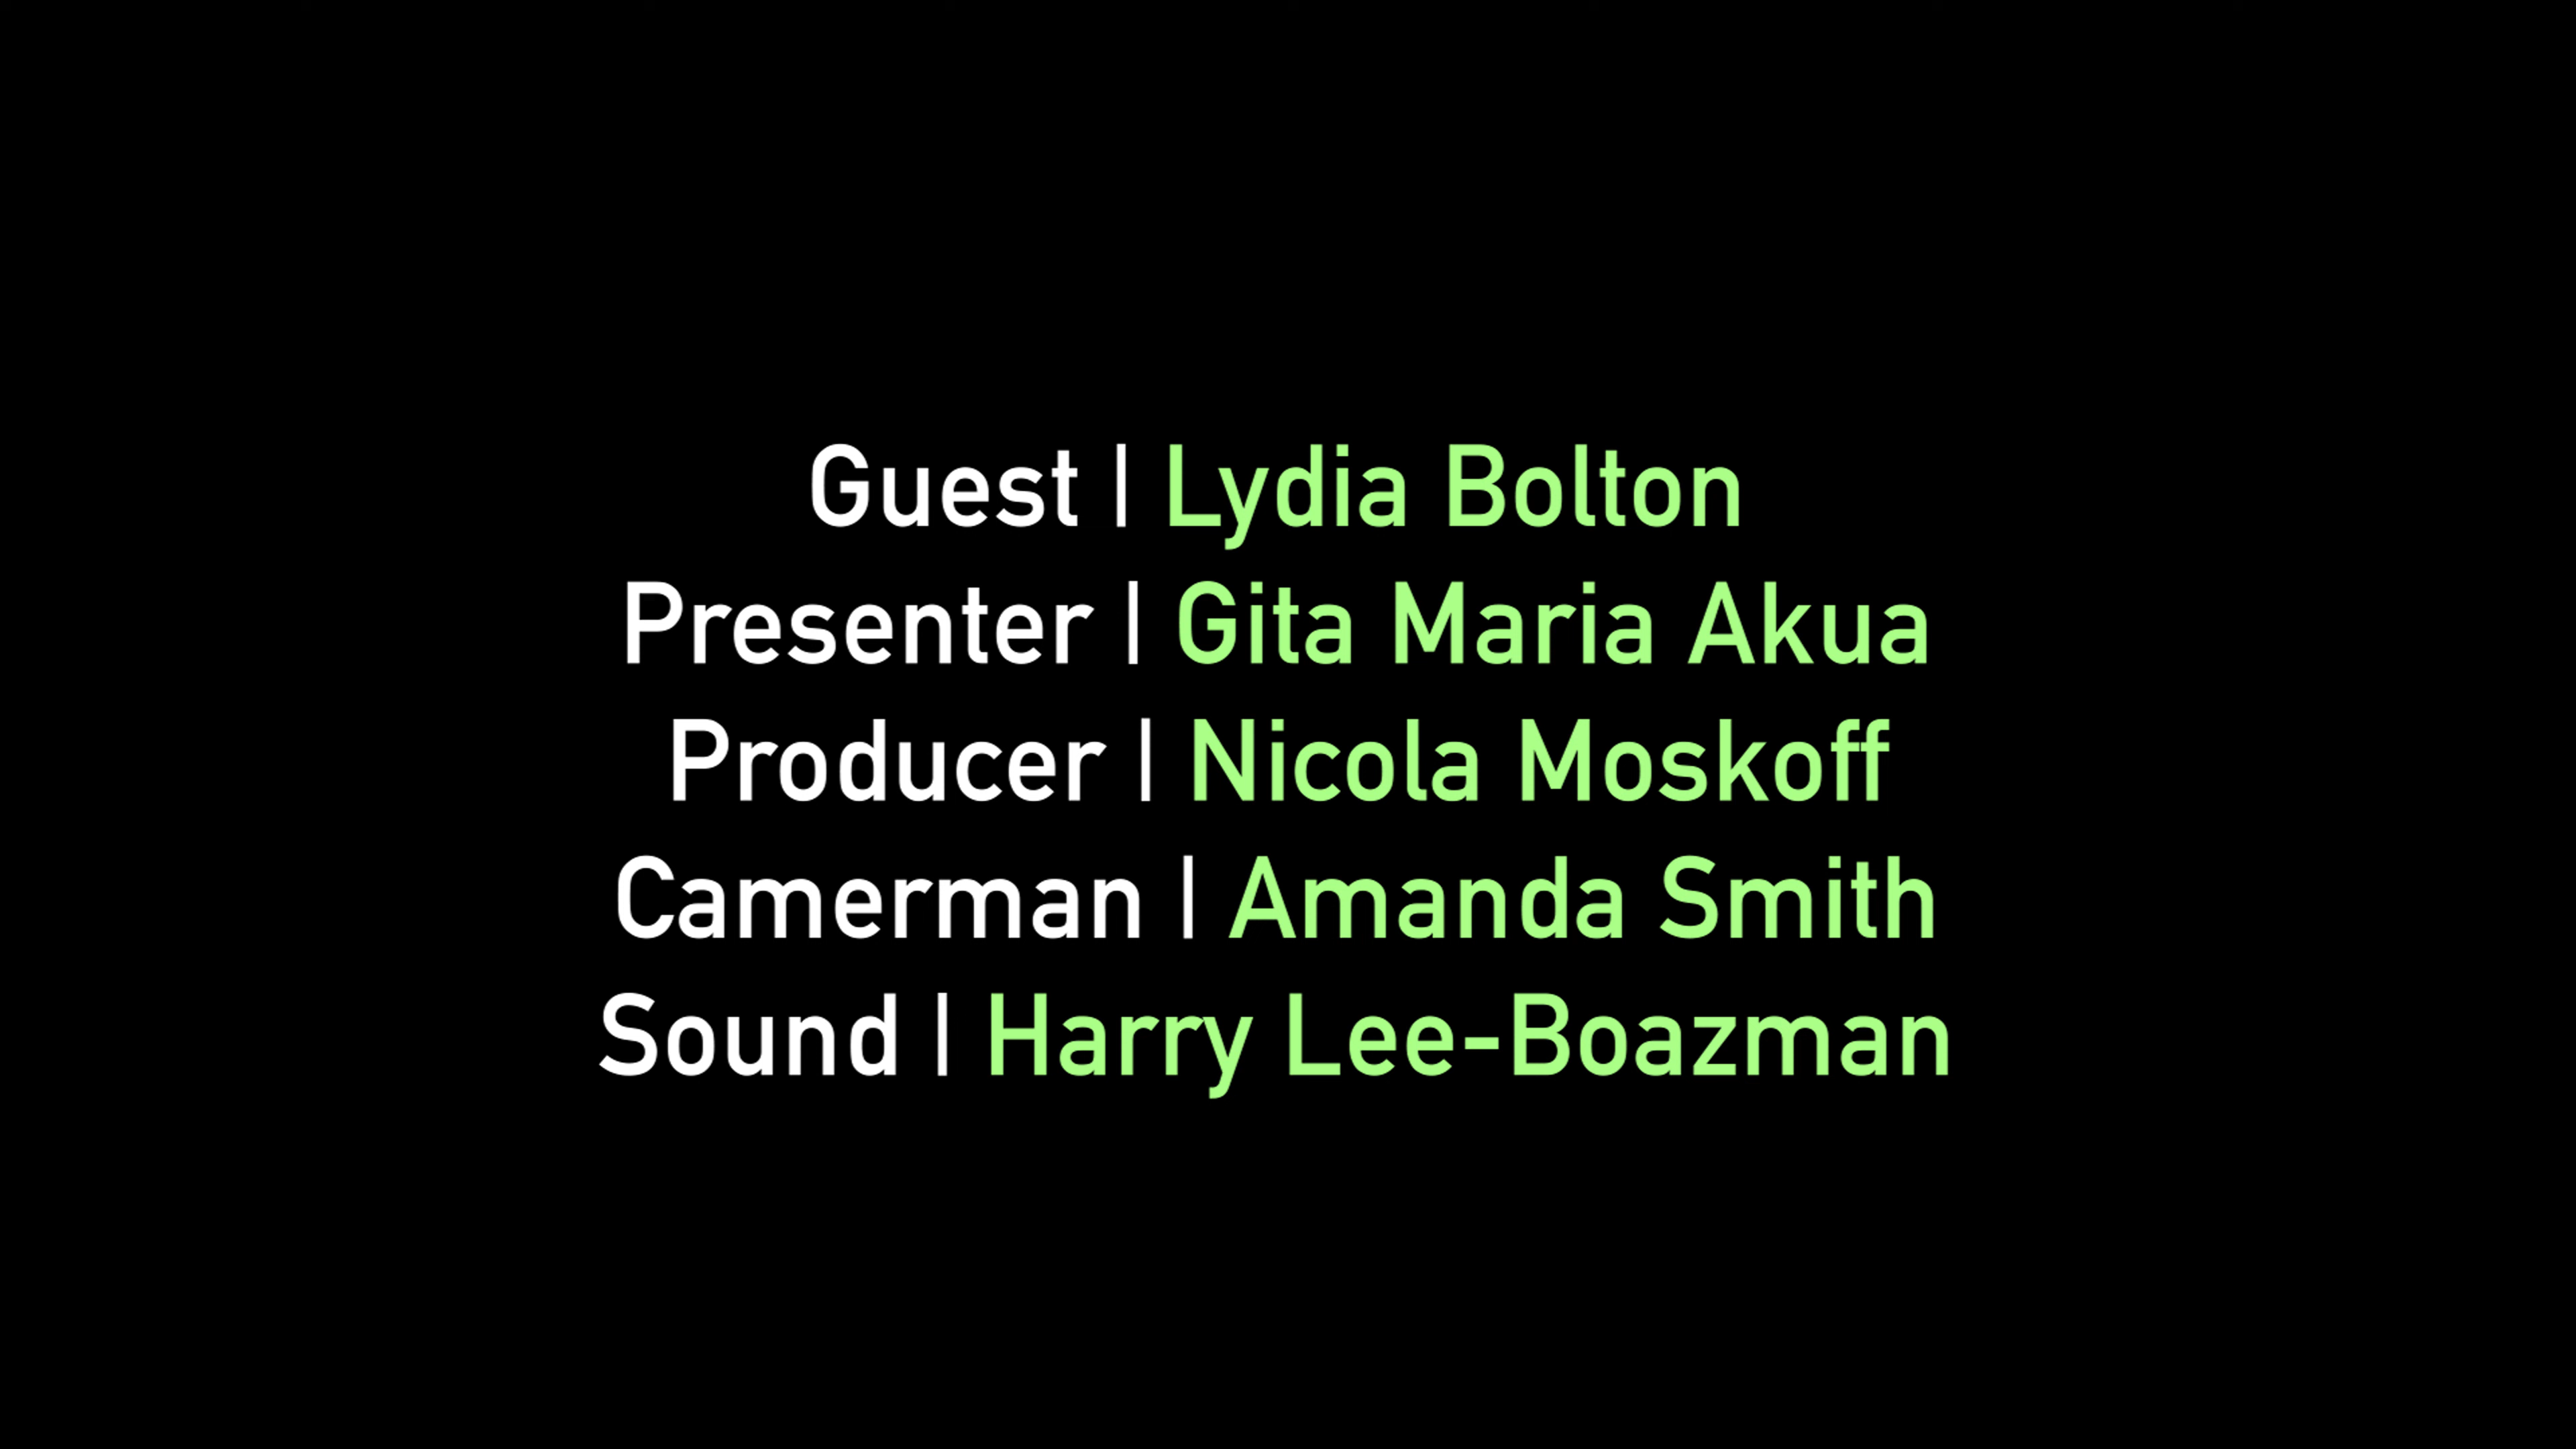 Guest | Lydia Bolton
Presenter | Gita Maria Akua
Producer | Nicola Moskoff
Camerman | Amanda Smith
Sound | Harry Lee-Boazman